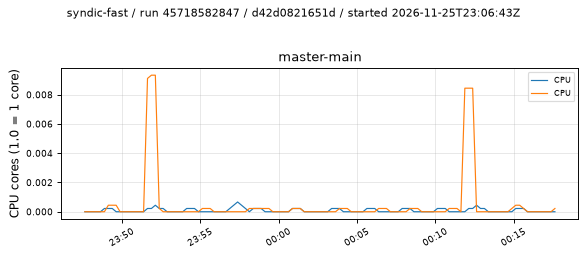 syndic-fast / run 45718582847 / d42d0821651d / started 2026-11-25T23:06:43Z
master-main
CPU cores (1.0 = 1 core)
0.008
0.006
0.004
0.002
0.000
CPU
CPU
23:50
23:55
00:00
00:05
00:10
00:15